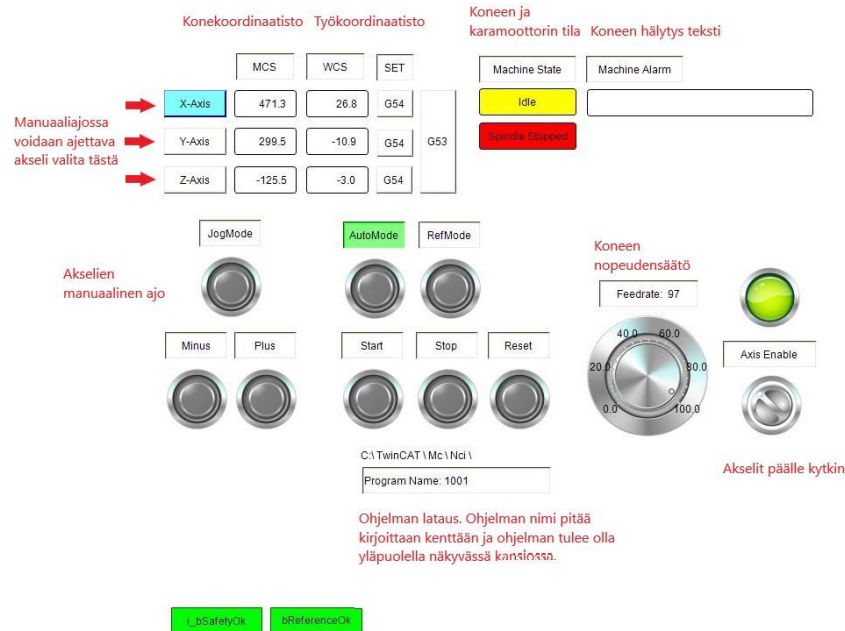 Konekoordinaatisto Työkoordinaatisto
Koneen ja
karamoottorin tila
Koneen hälytys teksti
MCS WCS SET
Machine State Machine Alarm
X-Axis 471.3 26.8 G54
Idle
Manuaaliajossa
voidaan ajettava
akseli valita tästä
Y-Axis 299.5 -10.9 G54 G53
Spindle Stopped
Z-Axis -125.5 -3.0 G54
JogMode AutoMode RefMode
Akselien
manuaalinen ajo
Koneen
nopeudensäätö
Feedrate: 97
Minus Plus Start Stop Reset
40.0 60.0
20.0 80.0
0.0 100.0
Axis Enable
Akselit päälle kytkin
C:\ TwinCAT \ Mc \ Nci \
Program Name: 1001
Ohjelman lataus. Ohjelman nimi pitää
kirjoittaan kenttään ja ohjelman tulee olla
yläpuolella näkyvässä kansiossa.
i_bSafetyOk bReferenceOk